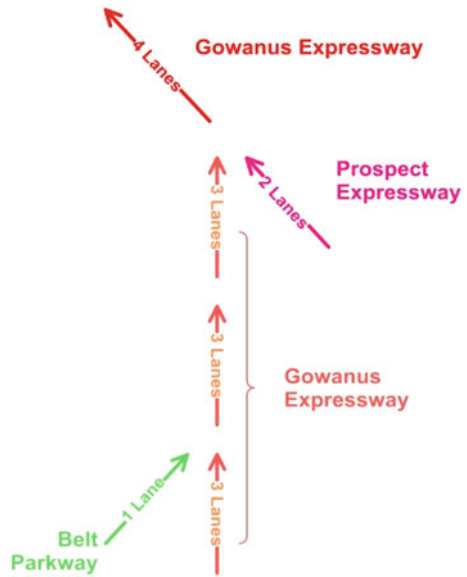 Gowanus Expressway
4 Lanes
Prospect
Expressway
2 Lanes
3 Lanes
3 Lanes
Gowanus
Expressway
1 Lane
3 Lanes
Belt
Parkway